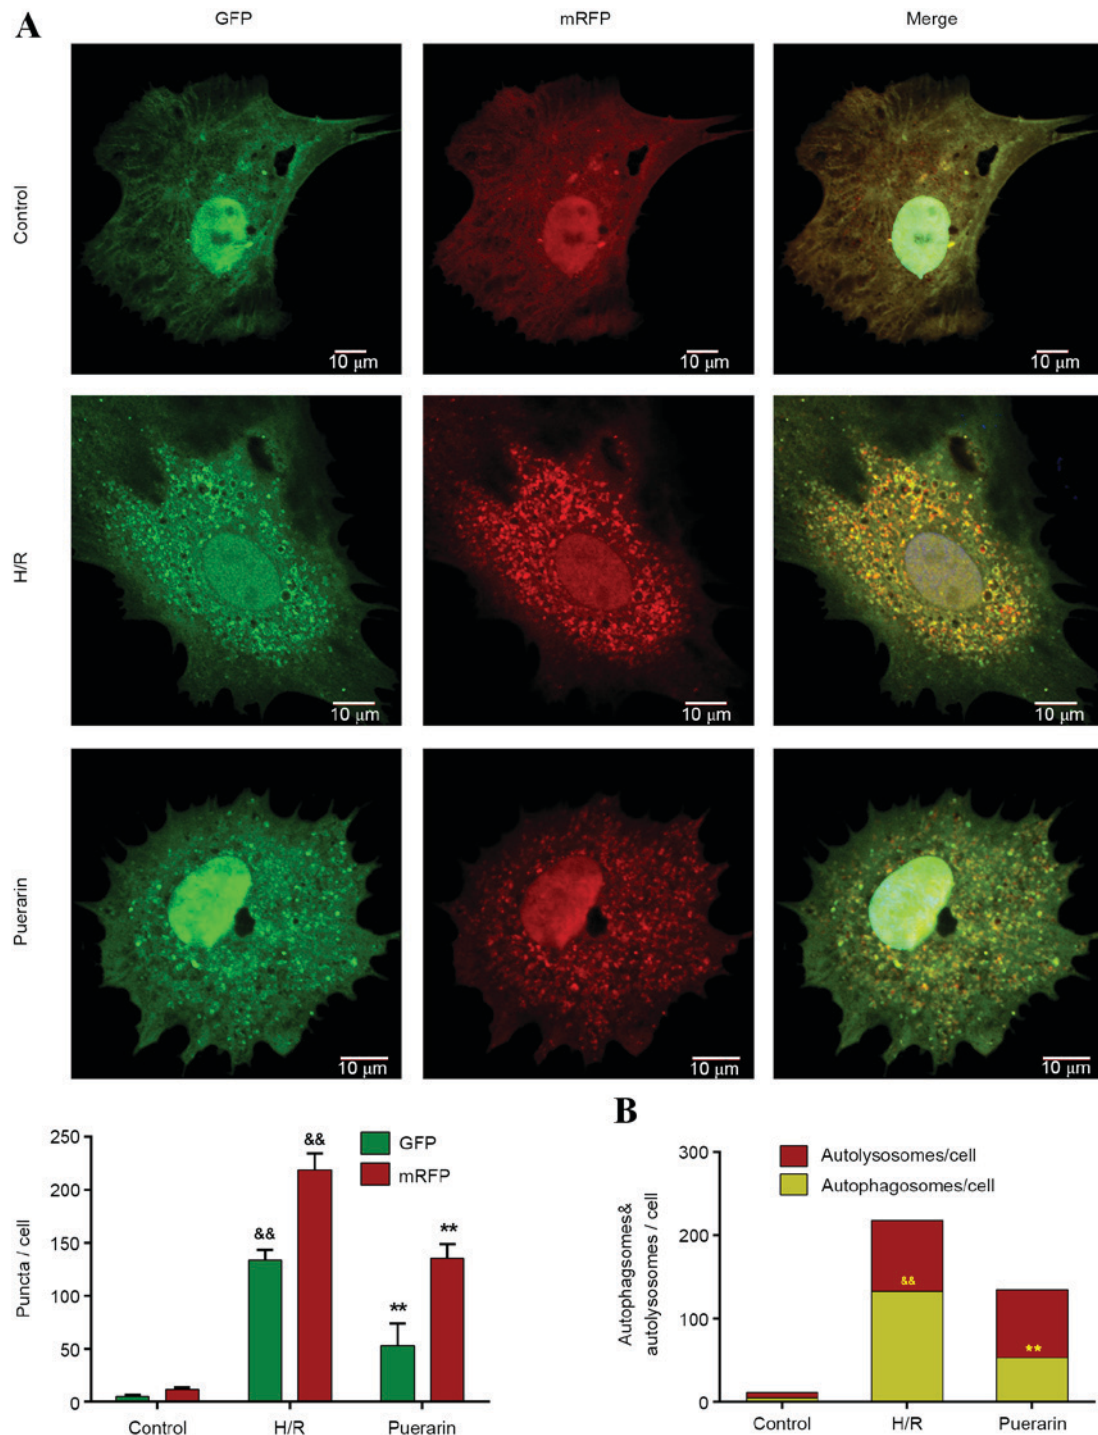 A
GFP
mRFP
Merge
Control
10 µm
10 µm
10 µm
H/R
10 µm
10 µm
10 µm
Puerarin
10 µm
10 µm
10 µm
Puncta / cell
250
200
150
100
50
0
GFP
mRFP
&&
&&
**
**
Control
H/R
Puerarin
B
Autophagsomes&
autolysosomes / cell
300
200
100
0
Autolysosomes/cell
Autophagosomes/cell
&&
**
Control
H/R
Puerarin